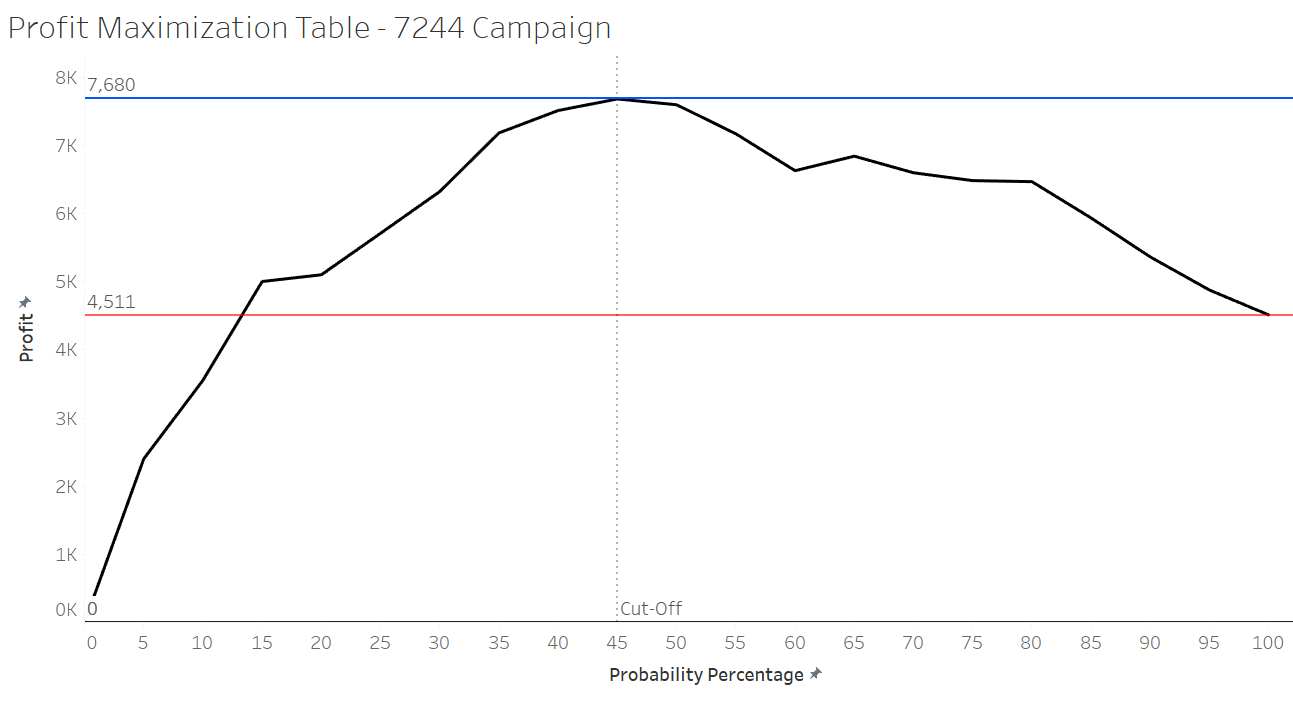 Profit Maximization Table - 7244 Campaign
8K
7,680
7K
6K
5K
4,511
4K
3K
2K
1K
0K 0
Cut-Off
Profit
0 5 10 15 20 25 30 35 40 45 50 55 60 65 70 75 80 85 90 95 100
Probability Percentage